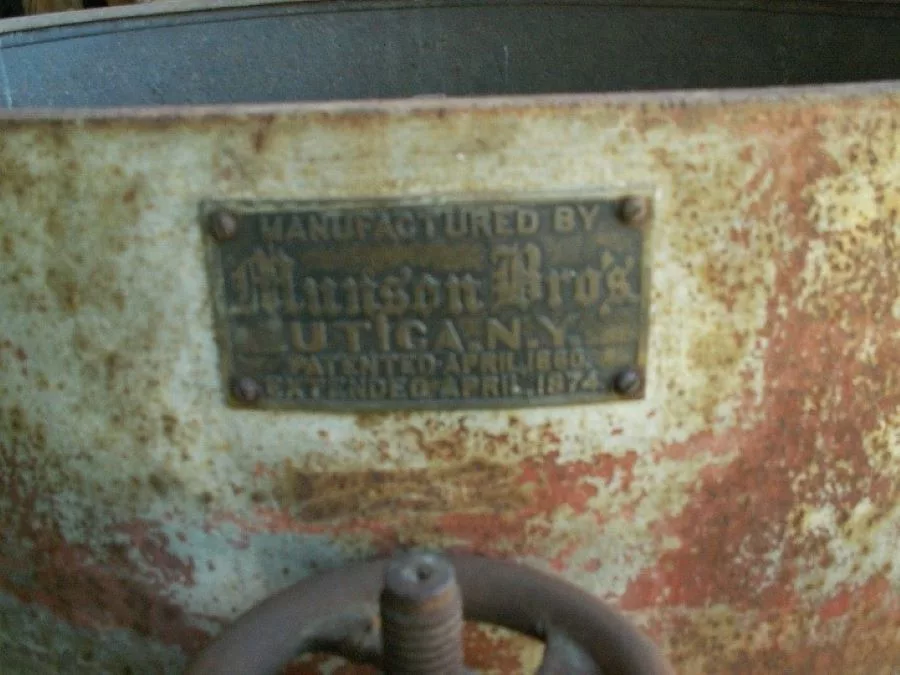 MANUFACTURED BY
Munson Bro's
UTICA, N.Y.
PATENTED APRIL, 1860.
EXTENDED APRIL, 1874.